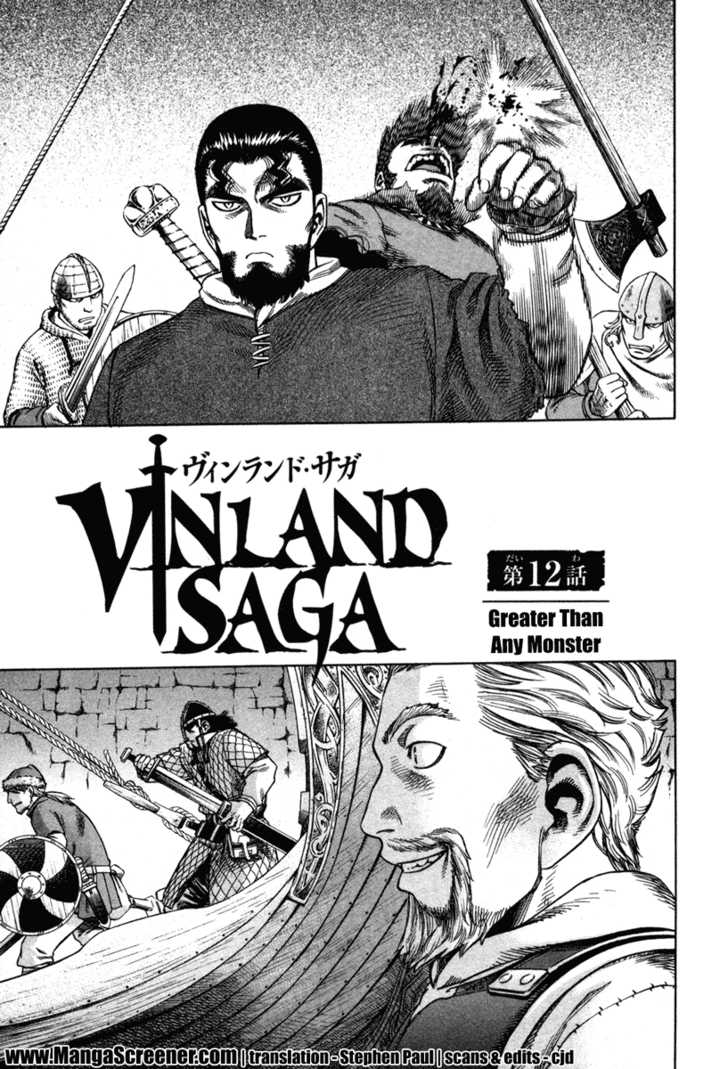 ヴィンランド・サガ
VINLAND
SAGA
だい わ
第12話
Greater Than
Any Monster
www.MangaScreener.com | translation - Stephen Paul | scans & edits - cjd